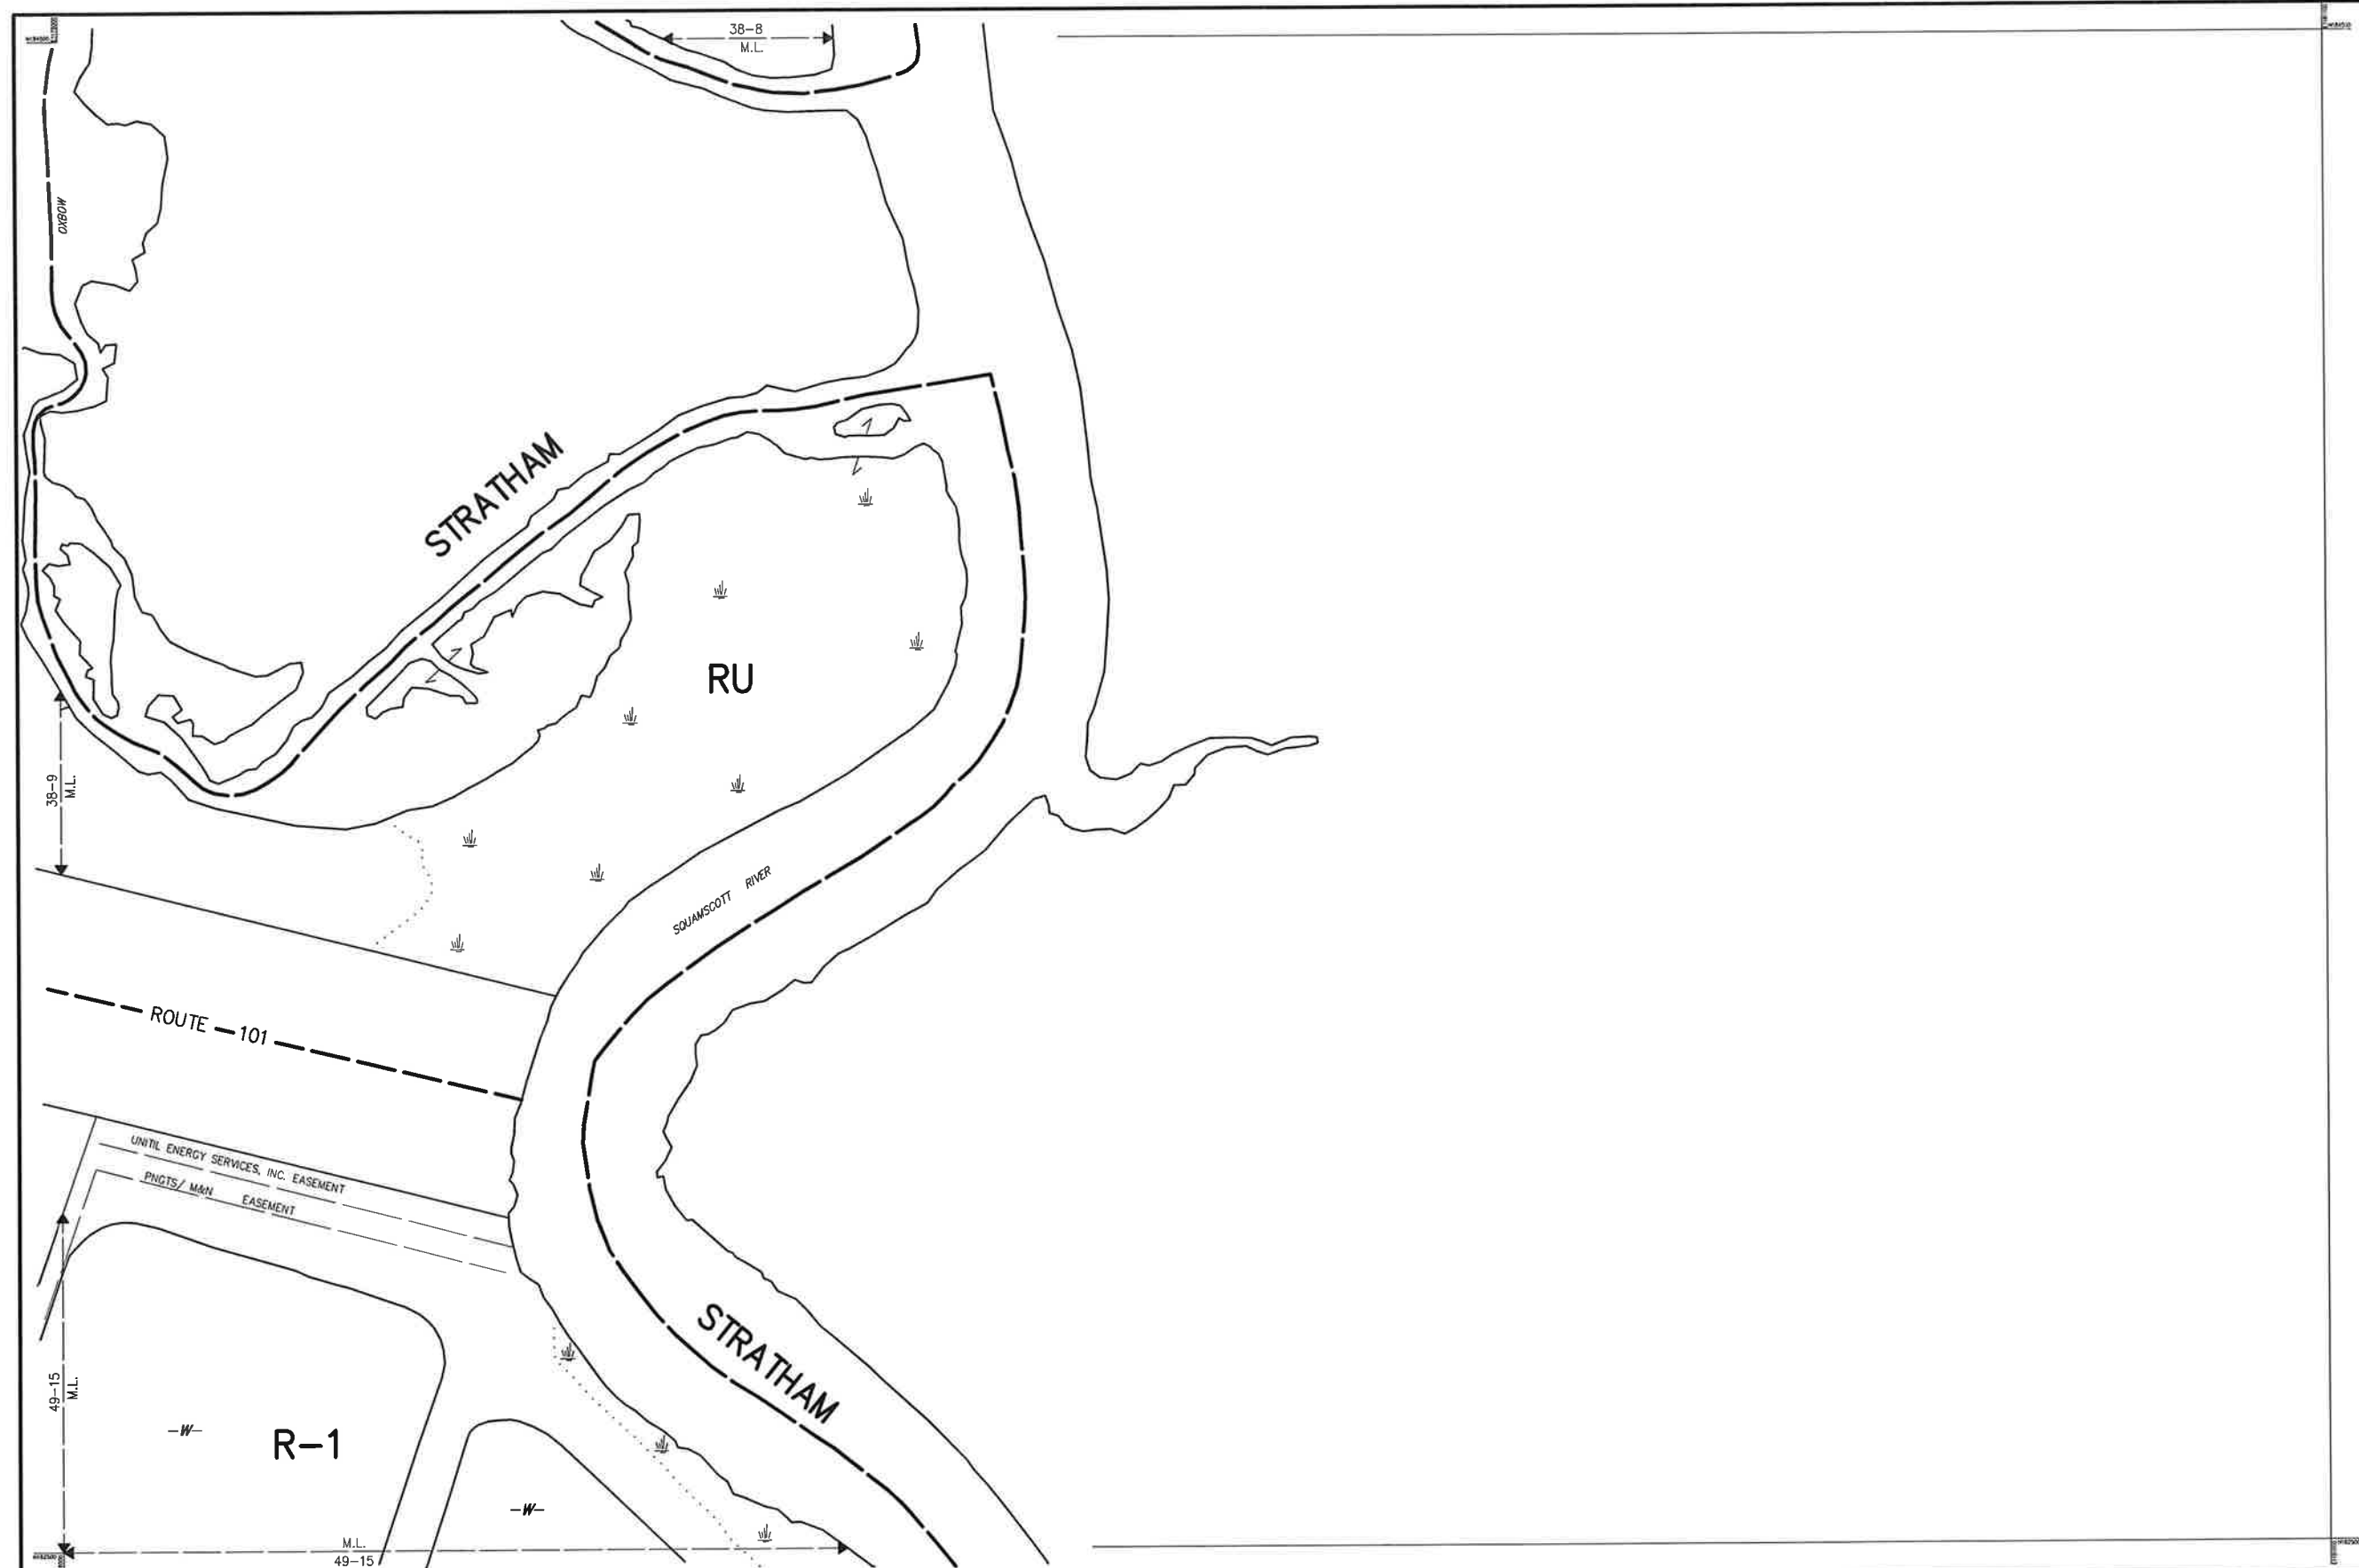 38-8
M.L.
OXBOW
STRATHAM
RU
38-9
M.L.
SQUAMSCOTT RIVER
ROUTE 101
UNITIL ENERGY SERVICES, INC. EASEMENT
PNGTS/ M&N EASEMENT
STRATHAM
49-15
M.L.
-W-
R-1
-W-
M.L.
49-15